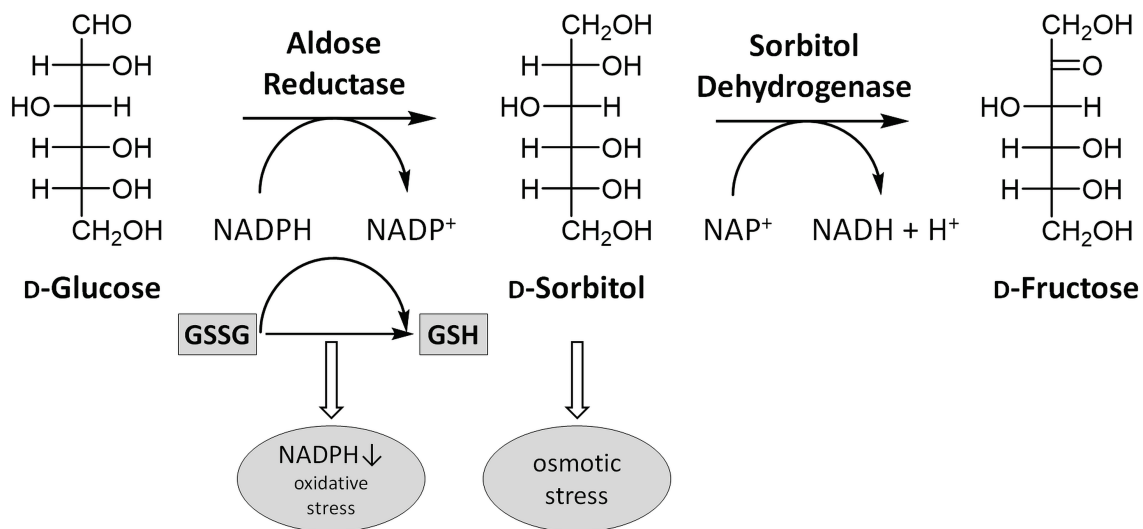 CHO
H OH
HO H
H OH
H OH
CH₂OH
D-Glucose
Aldose
Reductase
NADPH NADP⁺
GSSG GSH
NADPH↓
oxidative
stress
CH₂OH
H OH
HO H
H OH
H OH
CH₂OH
D-Sorbitol
osmotic
stress
Sorbitol
Dehydrogenase
NAP⁺ NADH + H⁺
CH₂OH
O
HO H
H OH
H OH
CH₂OH
D-Fructose